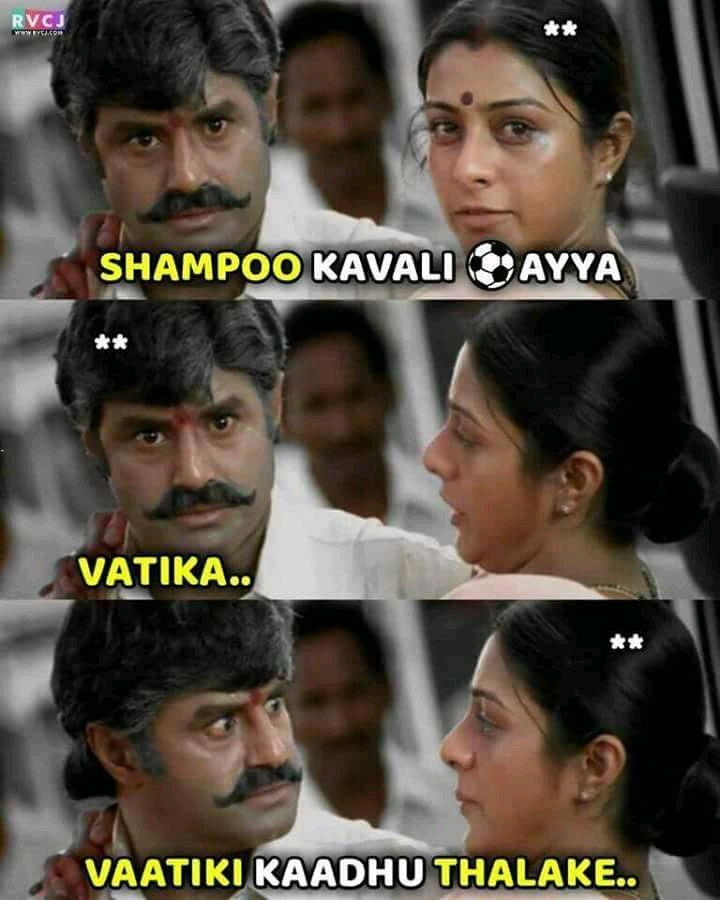 RVCJ
WWW.RVCJ.COM
**
SHAMPOO KAVALI ⚽AYYA
**
VATIKA..
**
VAATIKI KAADHU THALAKE..